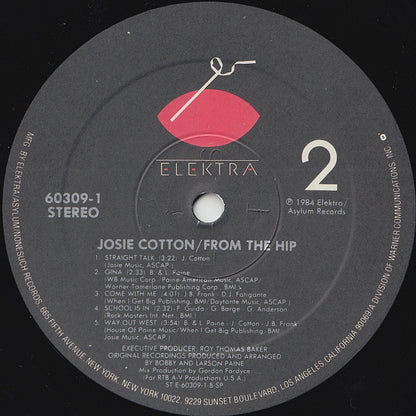 ELEKTRA
2
60309-1
STEREO
℗ 1984 Elektra/
Asylum Records
JOSIE COTTON/FROM THE HIP
1. STRAIGHT TALK (3:22) J. Cotton
(Josie Music, ASCAP)
2. GINA (2:33) B. & L. Paine
(WB Music Corp. Paine American Music, ASCAP
Warner-Tamerlane Publishing Corp. BMI)
3. COME WITH ME (4:01) J.B. Frank · D.J. Fatigante
(When I Get Big Publishing, BMI/Daytante Music, ASCAP)
4. SCHOOL IS IN (2:32) F. Guida · G. Barge · G. Anderson
(Rock Masters Int. Net., BMI)
5. WAY OUT WEST (3:54) B. & L. Paine · J. Cotton · J.B. Frank
(House Of Paine Music/When I Get Big Publishing, BMI/
Josie Music, ASCAP)
EXECUTIVE PRODUCER: ROY THOMAS BAKER
ORIGINAL RECORDINGS PRODUCED AND ARRANGED
BY BOBBY AND LARSON PAINE
Mix Production by Gordon Fordyce
(For RTB A-V Productions U.S.A.)
ST E-60309-1-B-SP
MFG. BY ELEKTRA/ASYLUM/NONESUCH RECORDS, 665 FIFTH AVENUE, NEW YORK, NEW YORK 10022, 9229 SUNSET BOULEVARD, LOS ANGELES, CALIFORNIA 90069/A DIVISION OF WARNER COMMUNICATIONS INC.